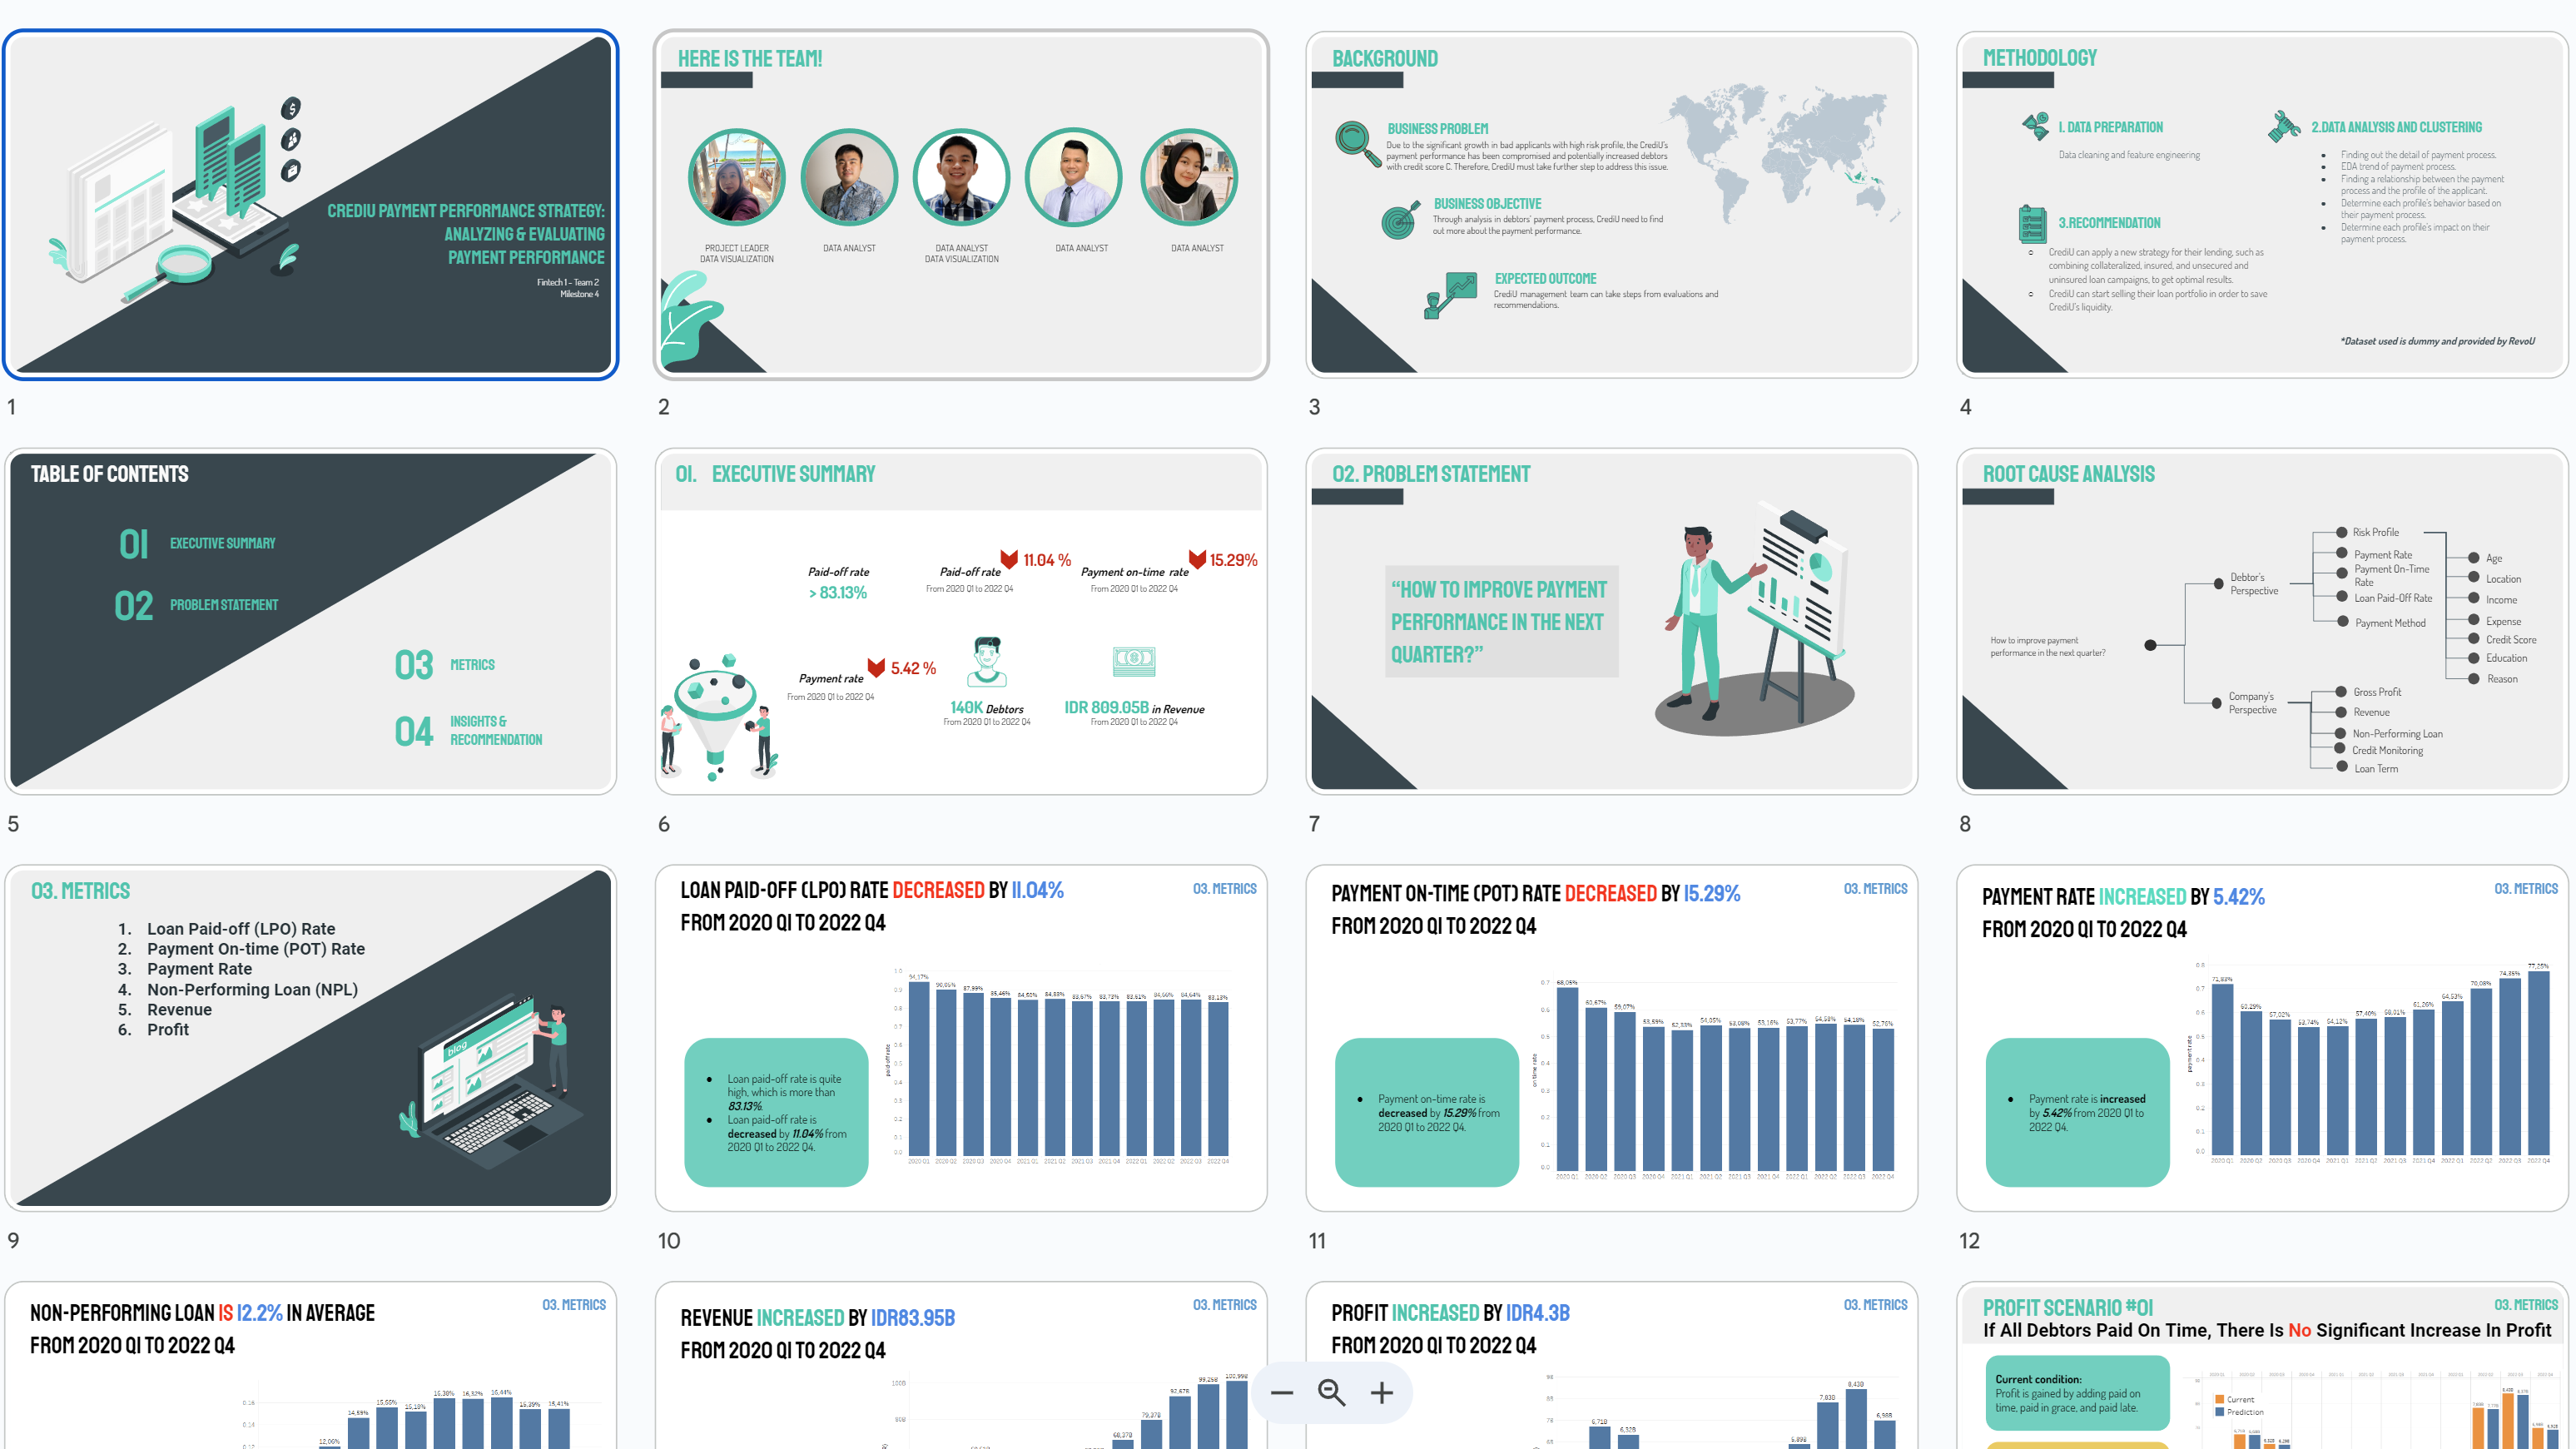 CREDIU PAYMENT PERFORMANCE STRATEGY:
ANALYZING & EVALUATING
PAYMENT PERFORMANCE
Fintech 1 - Team 2
Milestone 4
1
HERE IS THE TEAM!
PROJECT LEADER
DATA VISUALIZATION
DATA ANALYST
DATA ANALYST
DATA VISUALIZATION
DATA ANALYST
DATA ANALYST
2
BACKGROUND
BUSINESS PROBLEM
Due to the significant growth in bad applicants with high risk profile, the CrediU's
payment performance has been compromised and potentially increased debtors
with credit score C. Therefore, CrediU must take further step to address this issue.
BUSINESS OBJECTIVE
Through analysis in debtors' payment process, CrediU need to find
out more about the payment performance.
EXPECTED OUTCOME
CrediU management team can take steps from evaluations and
recommendations.
3
METHODOLOGY
1. DATA PREPARATION
Data cleaning and feature engineering
2.DATA ANALYSIS AND CLUSTERING
● Finding out the detail of payment process.
● EDA trend of payment process.
● Finding a relationship between the payment
process and the profile of the applicant.
● Determine each profile's behavior based on
their payment process.
● Determine each profile's impact on their
payment process.
3.RECOMMENDATION
○ CrediU can apply a new strategy for their lending, such as
combining collateralized, insured, and unsecured and
uninsured loan campaigns, to get optimal results.
○ CrediU can start selling their loan portfolio in order to save
CrediU's liquidity.
*Dataset used is dummy and provided by RevoU
4
TABLE OF CONTENTS
01 EXECUTIVE SUMMARY
02 PROBLEM STATEMENT
03 METRICS
04 INSIGHTS &
RECOMMENDATION
5
01. EXECUTIVE SUMMARY
Paid-off rate
> 83.13%
Paid-off rate 11.04 %
From 2020 Q1 to 2022 Q4
Payment on-time rate 15.29%
From 2020 Q1 to 2022 Q4
Payment rate 5.42 %
From 2020 Q1 to 2022 Q4
140K Debtors
From 2020 Q1 to 2022 Q4
IDR 809.05B in Revenue
From 2020 Q1 to 2022 Q4
6
02. PROBLEM STATEMENT
“HOW TO IMPROVE PAYMENT
PERFORMANCE IN THE NEXT
QUARTER?”
7
ROOT CAUSE ANALYSIS
How to improve payment
performance in the next quarter?
Debtor's
Perspective
Risk Profile
Payment Rate
Payment On-Time
Rate
Loan Paid-Off Rate
Payment Method
Age
Location
Income
Expense
Credit Score
Education
Reason
Company's
Perspective
Gross Profit
Revenue
Non-Performing Loan
Credit Monitoring
Loan Term
8
03. METRICS
1. Loan Paid-off (LPO) Rate
2. Payment On-time (POT) Rate
3. Payment Rate
4. Non-Performing Loan (NPL)
5. Revenue
6. Profit
blog
9
LOAN PAID-OFF (LPO) RATE DECREASED BY 11.04%
FROM 2020 Q1 TO 2022 Q4
03. METRICS
● Loan paid-off rate is quite
high, which is more than
83.13%.
● Loan paid-off rate is
decreased by 11.04% from
2020 Q1 to 2022 Q4.
10
PAYMENT ON-TIME (POT) RATE DECREASED BY 15.29%
FROM 2020 Q1 TO 2022 Q4
03. METRICS
● Payment on-time rate is
decreased by 15.29% from
2020 Q1 to 2022 Q4.
11
PAYMENT RATE INCREASED BY 5.42%
FROM 2020 Q1 TO 2022 Q4
03. METRICS
● Payment rate is increased
by 5.42% from 2020 Q1 to
2022 Q4.
12
NON-PERFORMING LOAN IS 12.2% IN AVERAGE
FROM 2020 Q1 TO 2022 Q4
03. METRICS
REVENUE INCREASED BY IDR83.95B
FROM 2020 Q1 TO 2022 Q4
03. METRICS
PROFIT INCREASED BY IDR4.3B
FROM 2020 Q1 TO 2022 Q4
03. METRICS
PROFIT SCENARIO #01
03. METRICS
If All Debtors Paid On Time, There Is No Significant Increase In Profit
Current condition:
Profit is gained by adding paid on
time, paid in grace, and paid late.
Current
Prediction